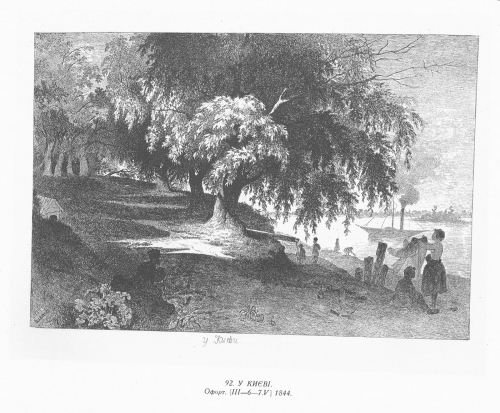 у Києві.
92. У КИЄВІ.
Офорт. [III—6—7.V] 1844.